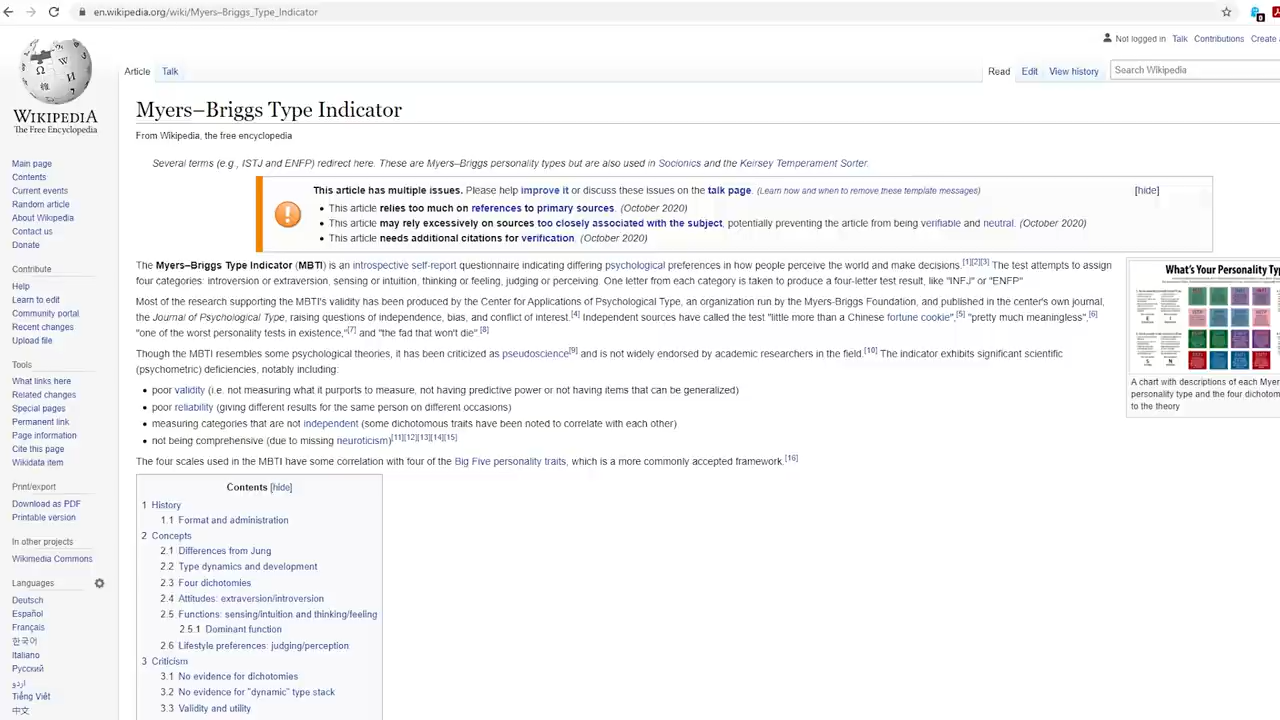 en.wikipedia.org/wiki/Myers–Briggs_Type_Indicator
Not logged in Talk Contributions Create
Article Talk
Read Edit View history Search Wikipedia
WIKIPEDIA
The Free Encyclopedia
Main page
Contents
Current events
Random article
About Wikipedia
Contact us
Donate
Contribute
Help
Learn to edit
Community portal
Recent changes
Upload file
Tools
What links here
Related changes
Special pages
Permanent link
Page information
Cite this page
Wikidata item
Print/export
Download as PDF
Printable version
In other projects
Wikimedia Commons
Languages
Deutsch
Español
Français
한국어
Italiano
Русский
اردو
Tiếng Việt
中文
Myers–Briggs Type Indicator
From Wikipedia, the free encyclopedia
Several terms (e.g., ISTJ and ENFP) redirect here. These are Myers–Briggs personality types but are also used in Socionics and the Keirsey Temperament Sorter.
This article has multiple issues. Please help improve it or discuss these issues on the talk page. (Learn how and when to remove these template messages) [hide]
• This article relies too much on references to primary sources. (October 2020)
• This article may rely excessively on sources too closely associated with the subject, potentially preventing the article from being verifiable and neutral. (October 2020)
• This article needs additional citations for verification. (October 2020)
The Myers–Briggs Type Indicator (MBTI) is an introspective self-report questionnaire indicating differing psychological preferences in how people perceive the world and make decisions.[1][2][3] The test attempts to assign
four categories: introversion or extraversion, sensing or intuition, thinking or feeling, judging or perceiving. One letter from each category is taken to produce a four-letter test result, like "INFJ" or "ENFP"
Most of the research supporting the MBTI's validity has been produced by the Center for Applications of Psychological Type, an organization run by the Myers-Briggs Foundation, and published in the center's own journal,
the Journal of Psychological Type, raising questions of independence, bias, and conflict of interest.[4] Independent sources have called the test "little more than a Chinese fortune cookie",[5] "pretty much meaningless",[6]
"one of the worst personality tests in existence,"[7] and "the fad that won't die".[8]
Though the MBTI resembles some psychological theories, it has been criticized as pseudoscience[9] and is not widely endorsed by academic researchers in the field.[10] The indicator exhibits significant scientific
(psychometric) deficiencies, notably including:
• poor validity (i.e. not measuring what it purports to measure, not having predictive power or not having items that can be generalized)
• poor reliability (giving different results for the same person on different occasions)
• measuring categories that are not independent (some dichotomous traits have been noted to correlate with each other)
• not being comprehensive (due to missing neuroticism)[11][12][13][14][15]
The four scales used in the MBTI have some correlation with four of the Big Five personality traits, which is a more commonly accepted framework.[16]
What's Your Personality
A chart with descriptions of each
personality type and the four
to the theory
Contents [hide]
1 History
1.1 Format and administration
2 Concepts
2.1 Differences from Jung
2.2 Type dynamics and development
2.3 Four dichotomies
2.4 Attitudes: extraversion/introversion
2.5 Functions: sensing/intuition and thinking/feeling
2.5.1 Dominant function
2.6 Lifestyle preferences: judging/perception
3 Criticism
3.1 No evidence for dichotomies
3.2 No evidence for "dynamic" type stack
3.3 Validity and utility